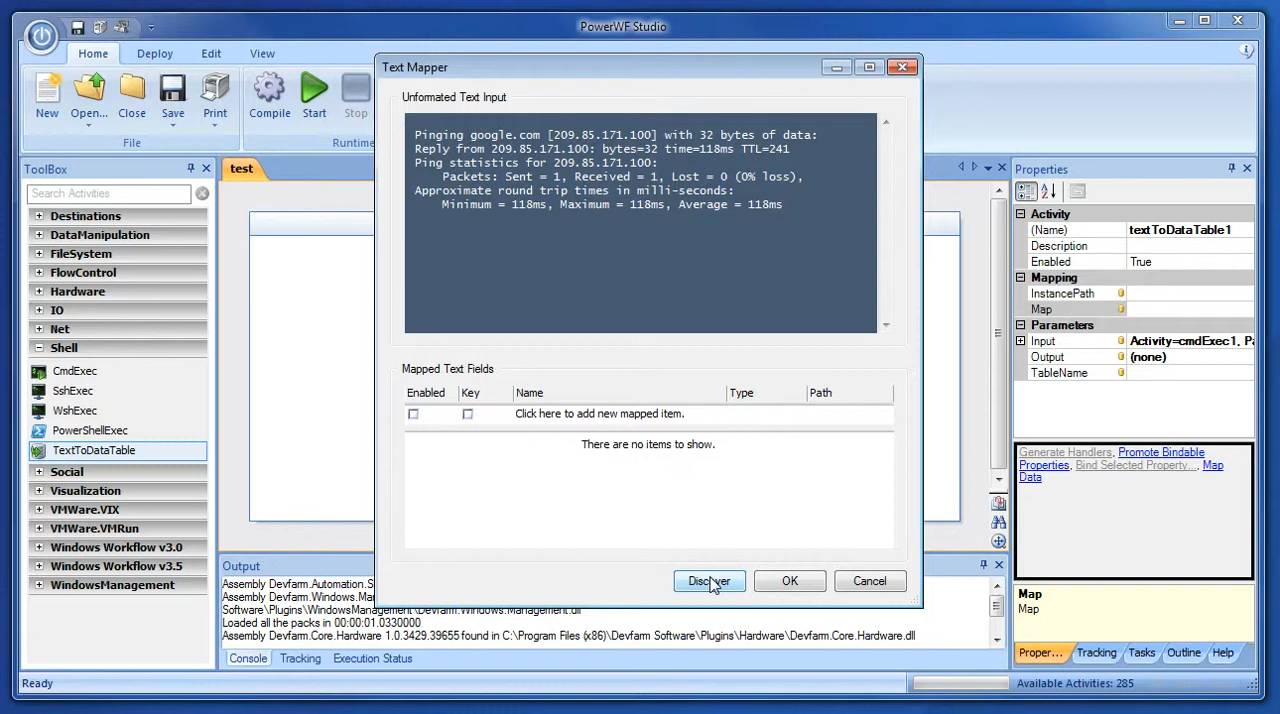 PowerWF Studio
Home Deploy Edit View
New Open... Close Save Print Compile Start Stop
File Runtime
Text Mapper
Unformated Text Input
Pinging google.com [209.85.171.100] with 32 bytes of data:
Reply from 209.85.171.100: bytes=32 time=118ms TTL=241
Ping statistics for 209.85.171.100:
Packets: Sent = 1, Received = 1, Lost = 0 (0% loss),
Approximate round trip times in milli-seconds:
Minimum = 118ms, Maximum = 118ms, Average = 118ms
Mapped Text Fields
Enabled Key Name Type Path
Click here to add new mapped item.
There are no items to show.
Discover OK Cancel
ToolBox
Search Activities
Destinations
DataManipulation
FileSystem
FlowControl
Hardware
IO
Net
Shell
CmdExec
SshExec
WshExec
PowerShellExec
TextToDataTable
Social
Visualization
VMWare.VIX
VMWare.VMRun
Windows Workflow v3.0
Windows Workflow v3.5
WindowsManagement
test
Output
Assembly Devfarm.Automation.S
Assembly Devfarm.Windows.Mana
Software\Plugins\WindowsManagement\Devfarm.Windows.Management.dll
Loaded all the packs in 00:00:01.0330000
Assembly Devfarm.Core.Hardware 1.0.3429.39655 found in C:\Program Files (x86)\Devfarm Software\Plugins\Hardware\Devfarm.Core.Hardware.dll
Console Tracking Execution Status
Properties
Activity
(Name) textToDataTable1
Description
Enabled True
Mapping
InstancePath
Map
Parameters
Input Activity=cmdExec1, Pa
Output (none)
TableName
Generate Handlers, Promote Bindable
Properties, Bind Selected Property..., Map
Data
Map
Map
Proper... Tracking Tasks Outline Help
Ready Available Activities: 285